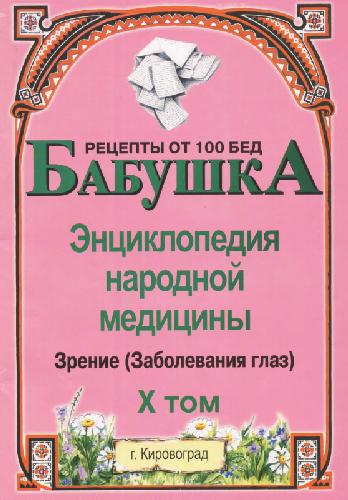 РЕЦЕПТЫ ОТ 100 БЕД
БАБУШКА
Энциклопедия
народной
медицины
Зрение (Заболевания глаз)
X том
г. Кировоград